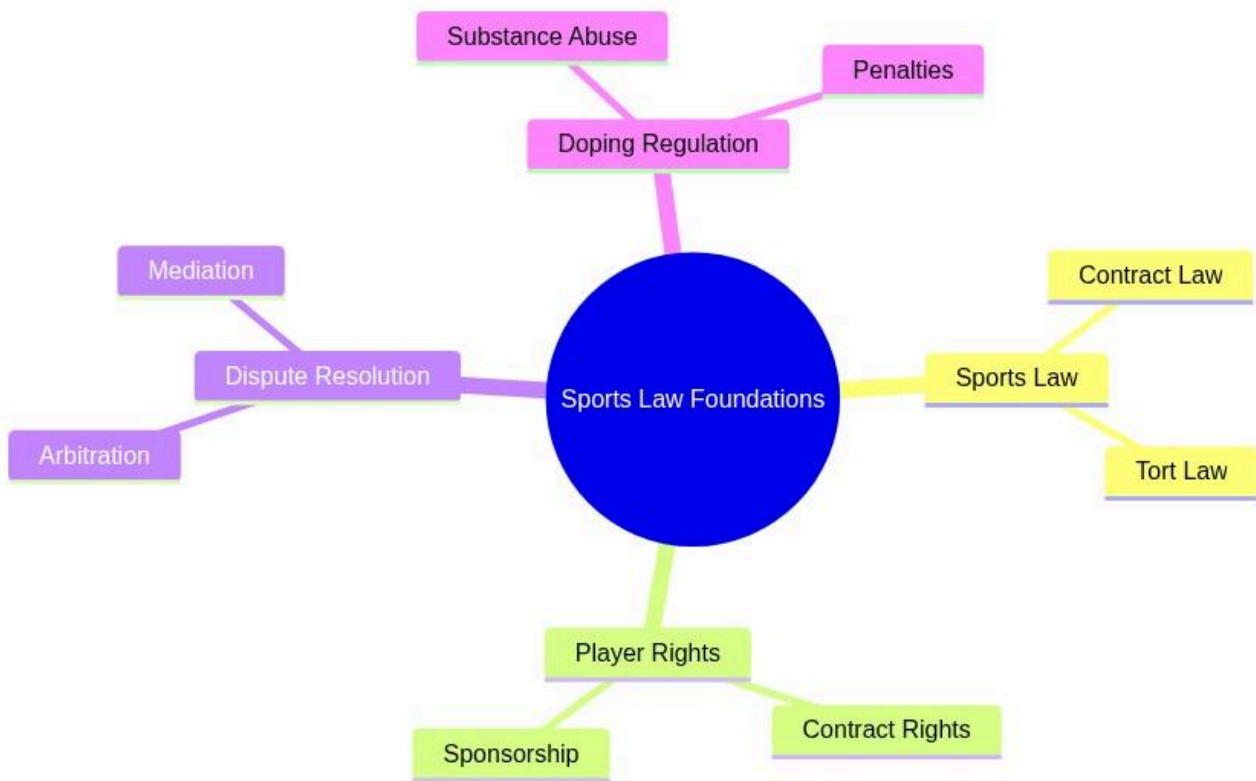 Substance Abuse
Penalties
Doping Regulation
Mediation
Contract Law
Dispute Resolution
Sports Law Foundations
Sports Law
Arbitration
Tort Law
Player Rights
Contract Rights
Sponsorship